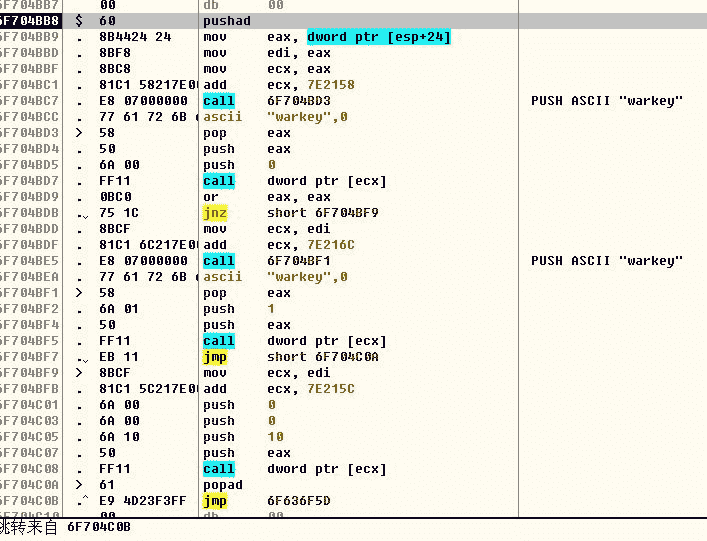 6F704BB7 00 db 00
6F704BB8 $ 60 pushad
6F704BB9 . 8B4424 24 mov eax, dword ptr [esp+24]
6F704BBD . 8BF8 mov edi, eax
6F704BBF . 8BC8 mov ecx, eax
6F704BC1 . 81C1 58217E0 add ecx, 7E2158
6F704BC7 . E8 07000000 call 6F704BD3 PUSH ASCII "warkey"
6F704BCC . 77 61 72 6B ascii "warkey",0
6F704BD3 > 58 pop eax
6F704BD4 . 50 push eax
6F704BD5 . 6A 00 push 0
6F704BD7 . FF11 call dword ptr [ecx]
6F704BD9 . 0BC0 or eax, eax
6F704BDB . 75 1C jnz short 6F704BF9
6F704BDD . 8BCF mov ecx, edi
6F704BDF . 81C1 6C217E0 add ecx, 7E216C
6F704BE5 . E8 07000000 call 6F704BF1 PUSH ASCII "warkey"
6F704BEA . 77 61 72 6B ascii "warkey",0
6F704BF1 > 58 pop eax
6F704BF2 . 6A 01 push 1
6F704BF4 . 50 push eax
6F704BF5 . FF11 call dword ptr [ecx]
6F704BF7 . EB 11 jmp short 6F704C0A
6F704BF9 > 8BCF mov ecx, edi
6F704BFB . 81C1 5C217E0 add ecx, 7E215C
6F704C01 . 6A 00 push 0
6F704C03 . 6A 00 push 0
6F704C05 . 6A 10 push 10
6F704C07 . 50 push eax
6F704C08 . FF11 call dword ptr [ecx]
6F704C0A > 61 popad
6F704C0B .^ E9 4D23F3FF jmp 6F636F5D
6F704C10 00 db 00
跳转来自 6F704C0B